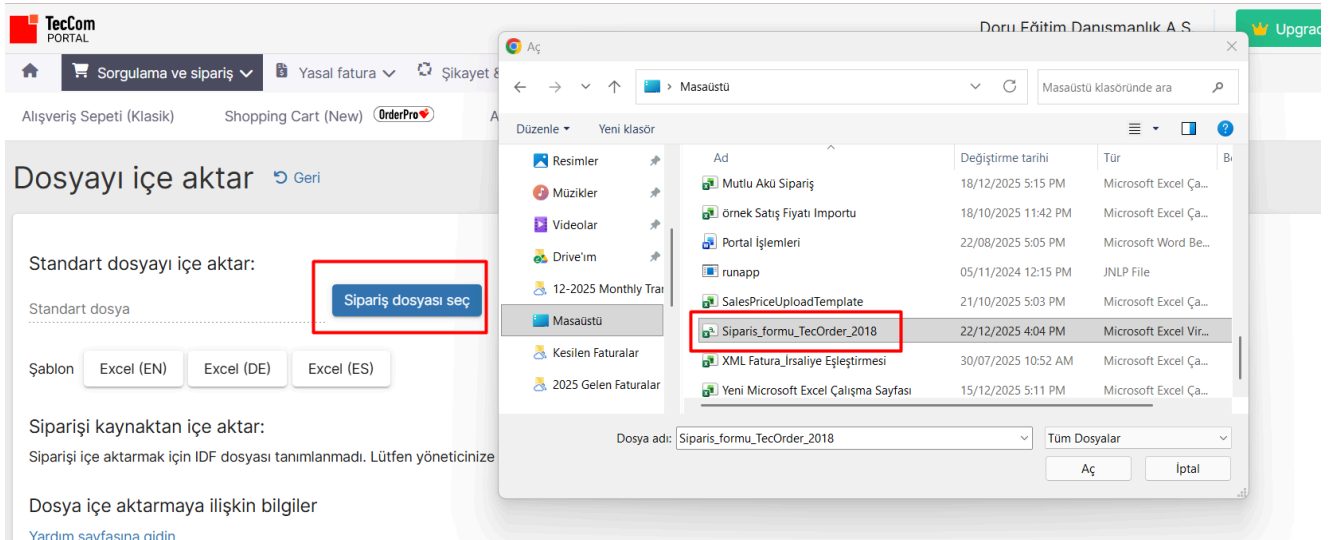 TecCom
PORTAL
Doru Eğitim Danışmanlık A.S.
Upgrad
Sorgulama ve sipariş
Yasal fatura
Şikayet &
Alışveriş Sepeti (Klasik)
Shopping Cart (New)
OrderPro
A
Dosyayı içe aktar
Geri
Standart dosyayı içe aktar:
Standart dosya
Sipariş dosyası seç
Şablon
Excel (EN)
Excel (DE)
Excel (ES)
Siparişi kaynaktan içe aktar:
Siparişi içe aktarmak için IDF dosyası tanımlanmadı. Lütfen yöneticinize
Dosya içe aktarmaya ilişkin bilgiler
Yardım sayfasına gidin
Aç
Masaüstü
Masaüstü klasöründe ara
Düzenle
Yeni klasör
Resimler
Müzikler
Videolar
Drive'ım
12-2025 Monthly Trar
Masaüstü
Kesilen Faturalar
2025 Gelen Faturalar
Ad Değiştirme tarihi Tür
Mutlu Akü Sipariş 18/12/2025 5:15 PM Microsoft Excel Ça...
örnek Satış Fiyatı Importu 18/10/2025 11:42 PM Microsoft Excel Ça...
Portal İşlemleri 22/08/2025 5:05 PM Microsoft Word Be...
runapp 05/11/2024 12:15 PM JNLP File
SalesPriceUploadTemplate 21/10/2025 5:03 PM Microsoft Excel Ça...
Siparis_formu_TecOrder_2018 22/12/2025 4:04 PM Microsoft Excel Vir...
XML Fatura_İrsaliye Eşleştirmesi 30/07/2025 10:52 AM Microsoft Excel Ça...
Yeni Microsoft Excel Çalışma Sayfası 15/12/2025 5:11 PM Microsoft Excel Ça...
Dosya adı: Siparis_formu_TecOrder_2018
Tüm Dosyalar
Aç
İptal